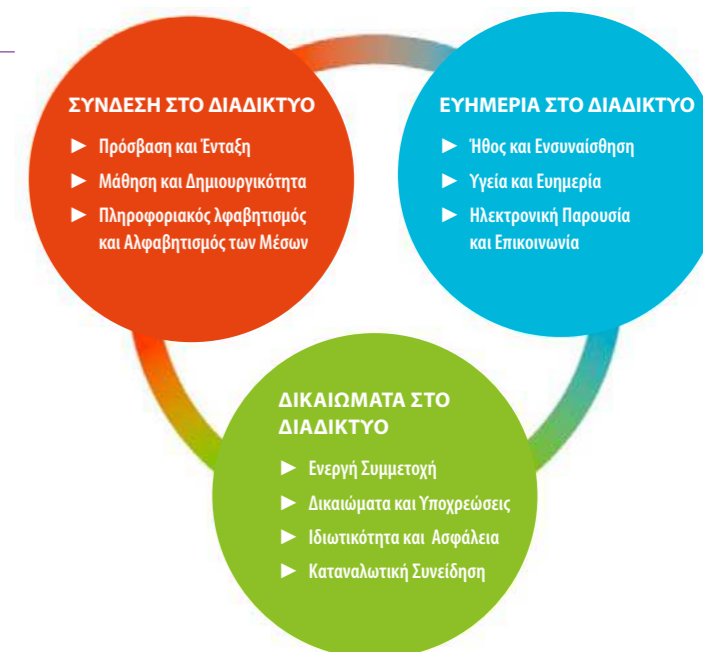 ΣΥΝΔΕΣΗ ΣΤΟ ΔΙΑΔΙΚΤΥΟ
► Πρόσβαση και Ένταξη
► Μάθηση και Δημιουργικότητα
► Πληροφοριακός λφαβητισμός
και Αλφαβητισμός των Μέσων
ΕΥΗΜΕΡΙΑ ΣΤΟ ΔΙΑΔΙΚΤΥΟ
► Ήθος και Ενσυναίσθηση
► Υγεία και Ευημερία
► Ηλεκτρονική Παρουσία
και Επικοινωνία
ΔΙΚΑΙΩΜΑΤΑ ΣΤΟ
ΔΙΑΔΙΚΤΥΟ
► Ενεργή Συμμετοχή
► Δικαιώματα και Υποχρεώσεις
► Ιδιωτικότητα και Ασφάλεια
► Καταναλωτική Συνείδηση